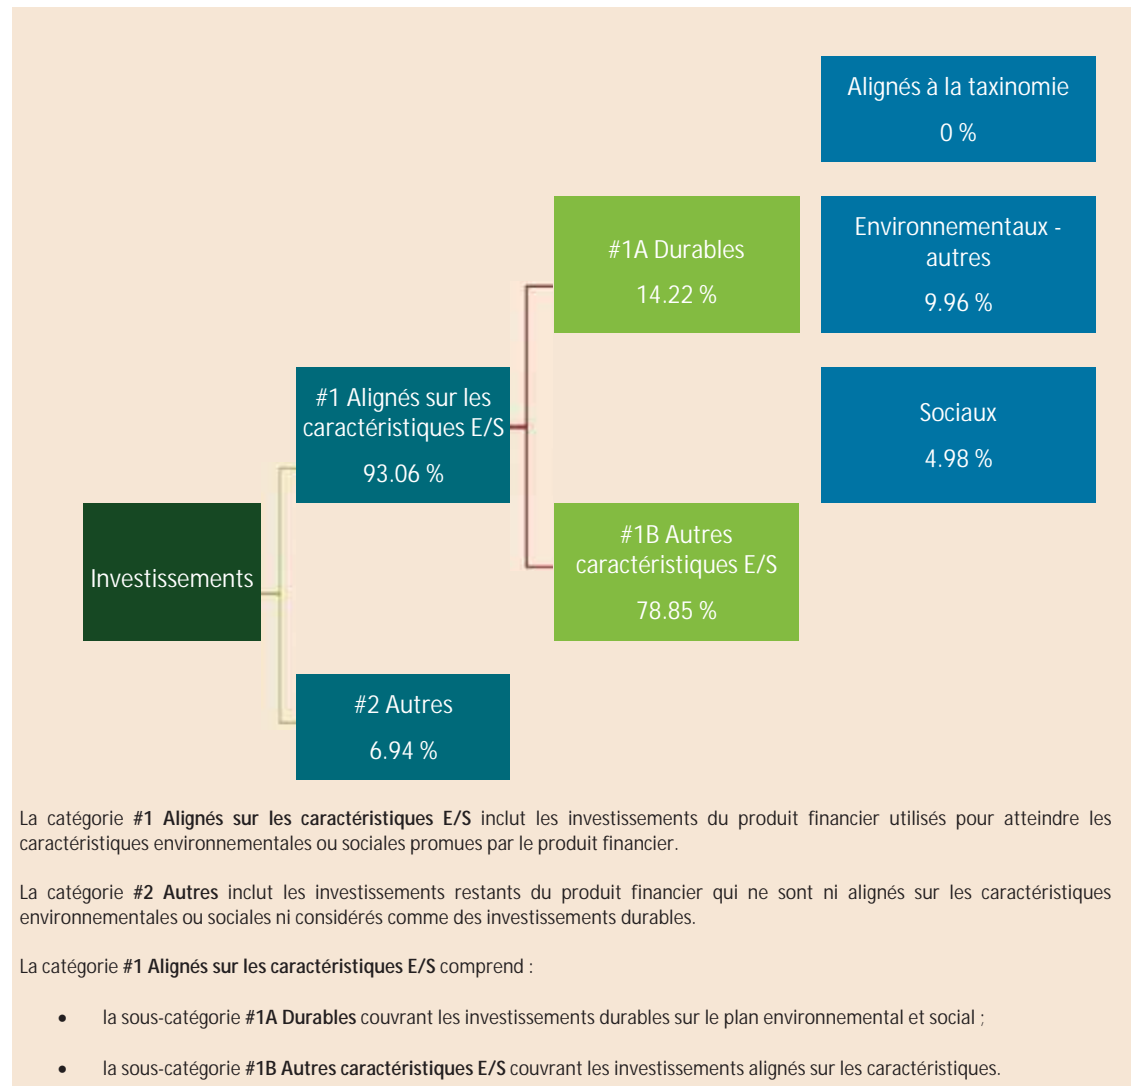 Alignés à la taxinomie
0 %
Environnementaux -
autres
9.96 %
#1A Durables
14.22 %
Sociaux
4.98 %
#1 Alignés sur les
caractéristiques E/S
93.06 %
#1B Autres
caractéristiques E/S
78.85 %
Investissements
#2 Autres
6.94 %
La catégorie #1 Alignés sur les caractéristiques E/S inclut les investissements du produit financier utilisés pour atteindre les
caractéristiques environnementales ou sociales promues par le produit financier.
La catégorie #2 Autres inclut les investissements restants du produit financier qui ne sont ni alignés sur les caractéristiques
environnementales ou sociales ni considérés comme des investissements durables.
La catégorie #1 Alignés sur les caractéristiques E/S comprend :
• la sous-catégorie #1A Durables couvrant les investissements durables sur le plan environnemental et social ;
• la sous-catégorie #1B Autres caractéristiques E/S couvrant les investissements alignés sur les caractéristiques.